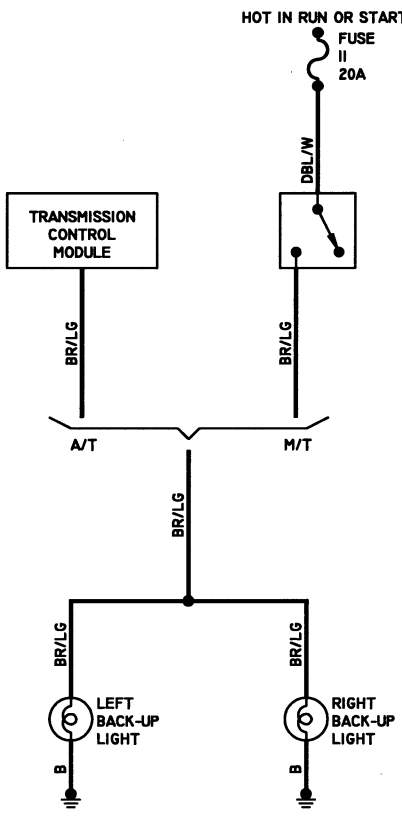 HOT IN RUN OR START
FUSE
11
20A
DBL/W
TRANSMISSION
CONTROL
MODULE
BR/LG
BR/LG
A/T
M/T
BR/LG
BR/LG
BR/LG
LEFT
BACK-UP
LIGHT
RIGHT
BACK-UP
LIGHT
B
B